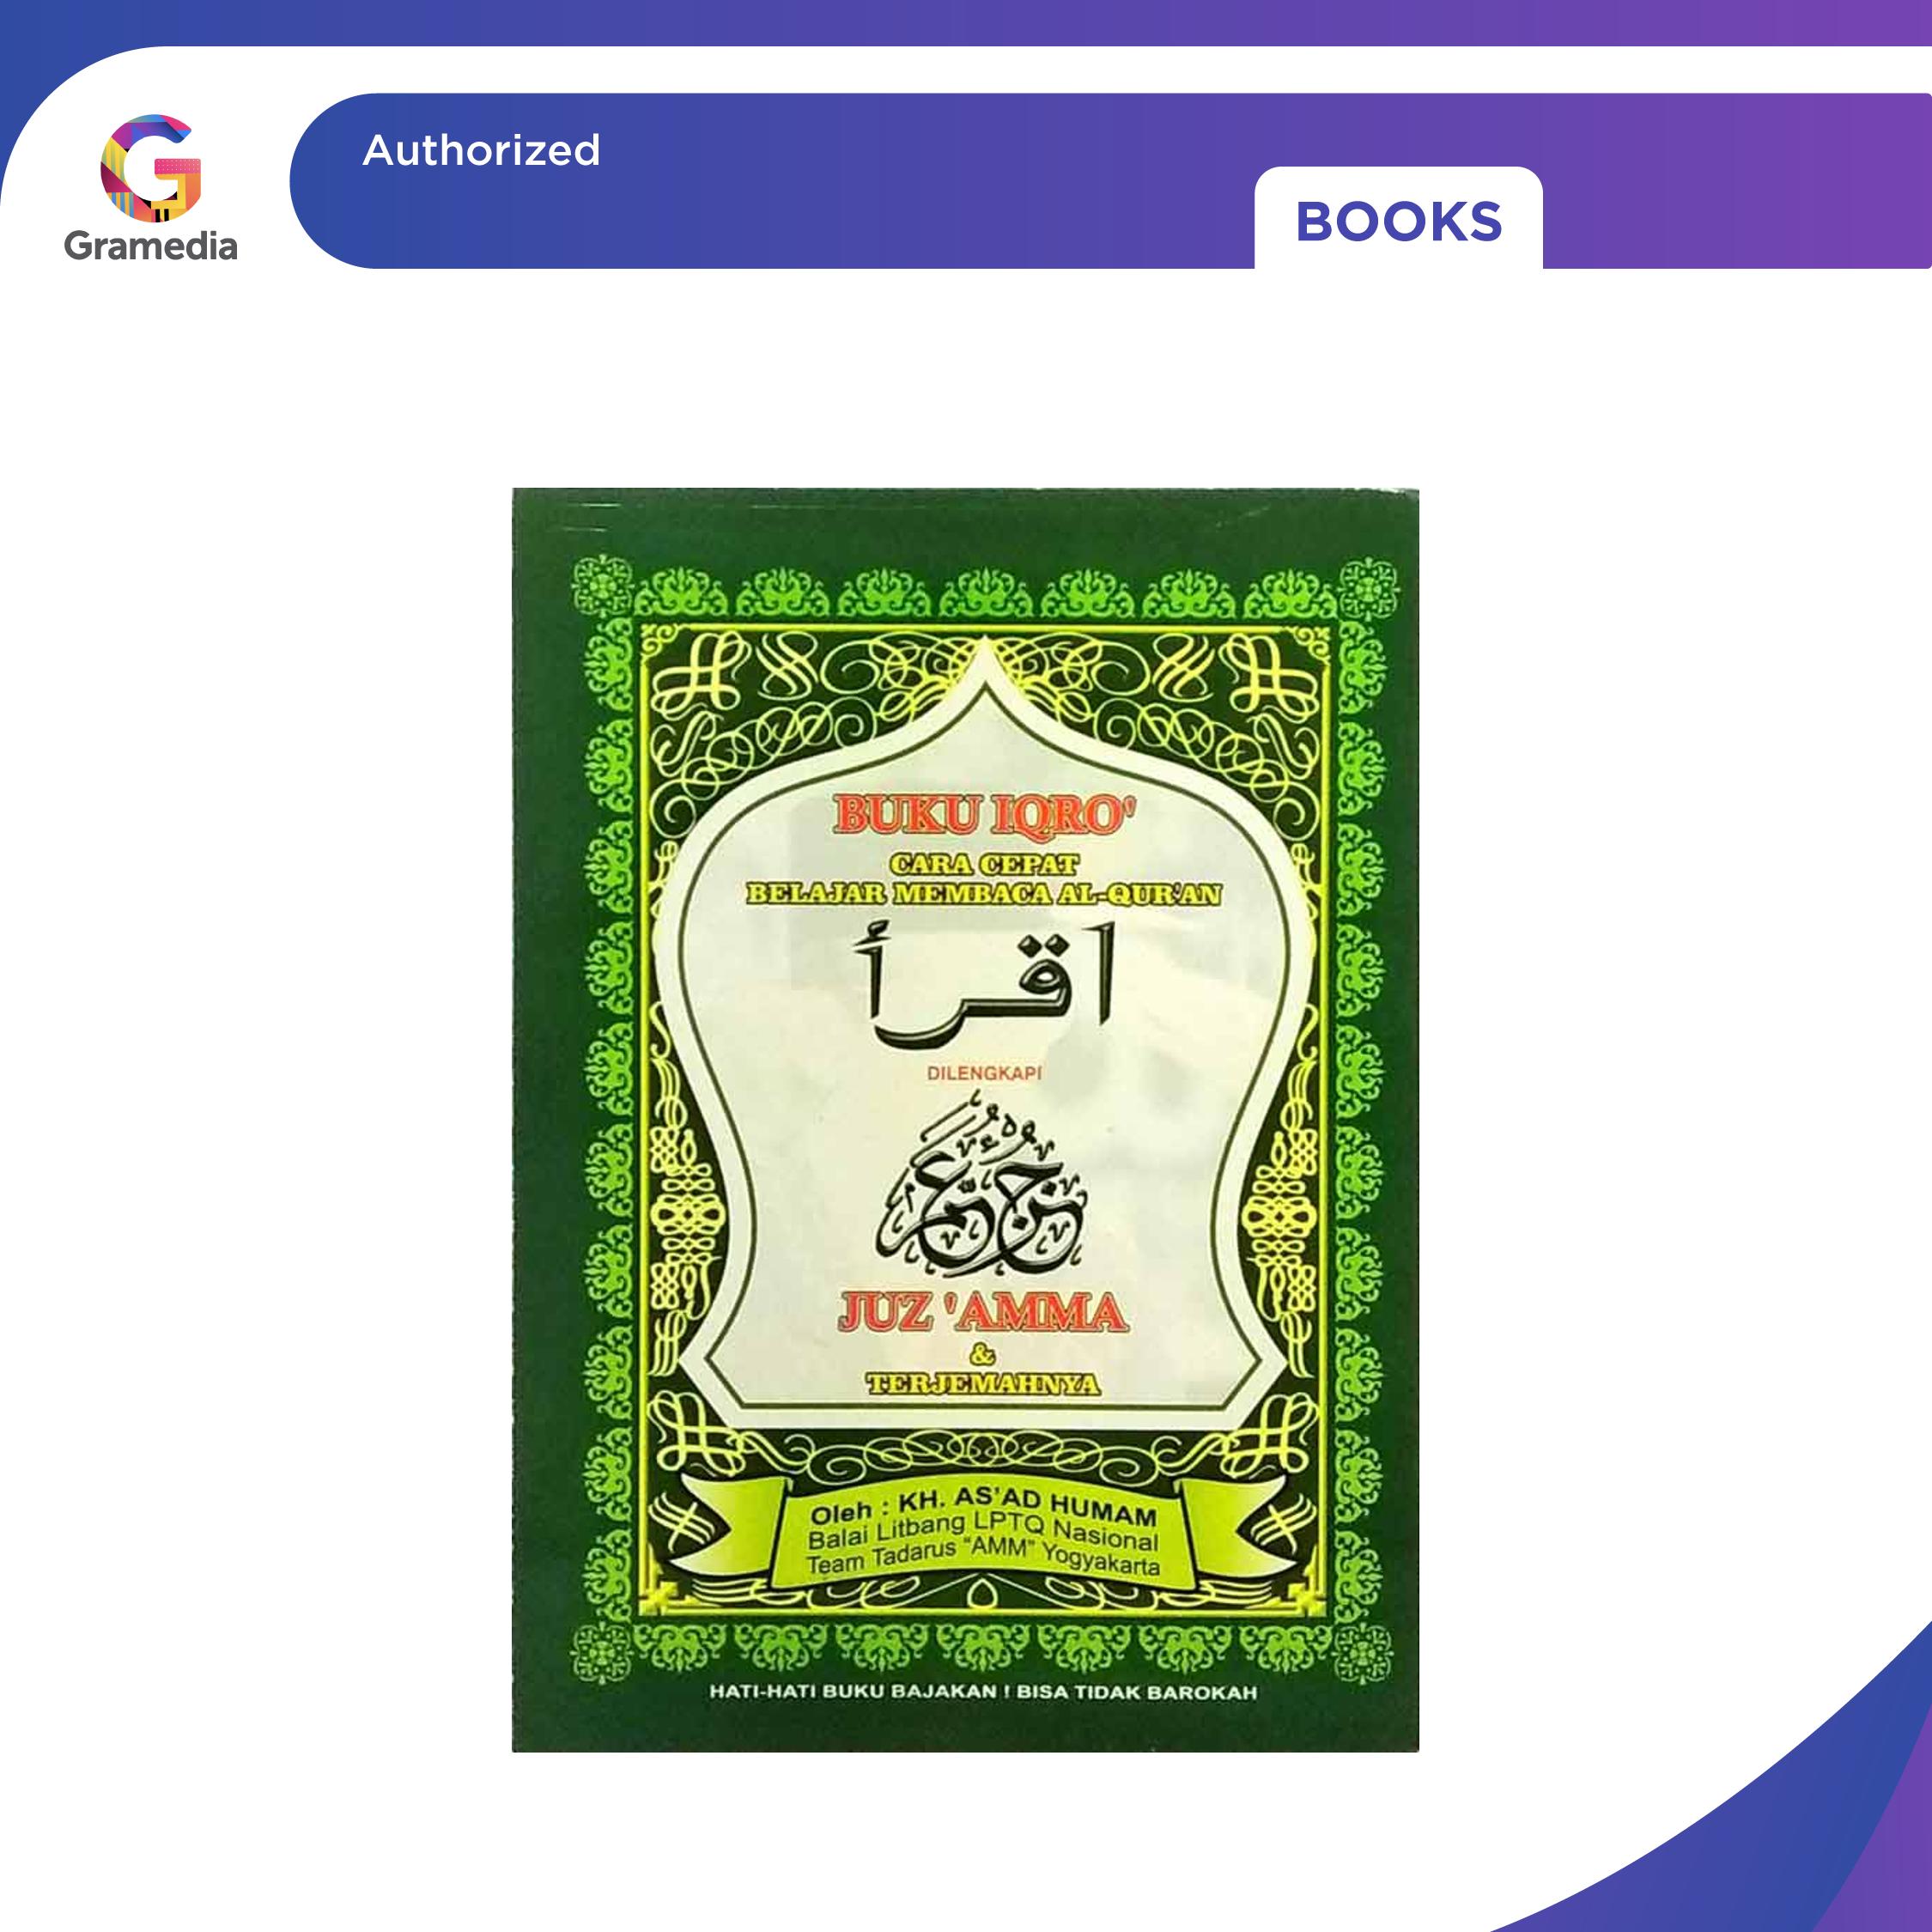 Gramedia
Authorized
BOOKS
BUKU IQRO'
CARA CEPAT
BELAJAR MEMBACA AL-QUR'AN
اقرأ
DILENGKAPI
جزء عم
JUZ 'AMMA
&
TERJEMAHNYA
Oleh : KH. AS'AD HUMAM
Balai Litbang LPTQ Nasional
Team Tadarus "AMM" Yogyakarta
HATI-HATI BUKU BAJAKAN ! BISA TIDAK BAROKAH